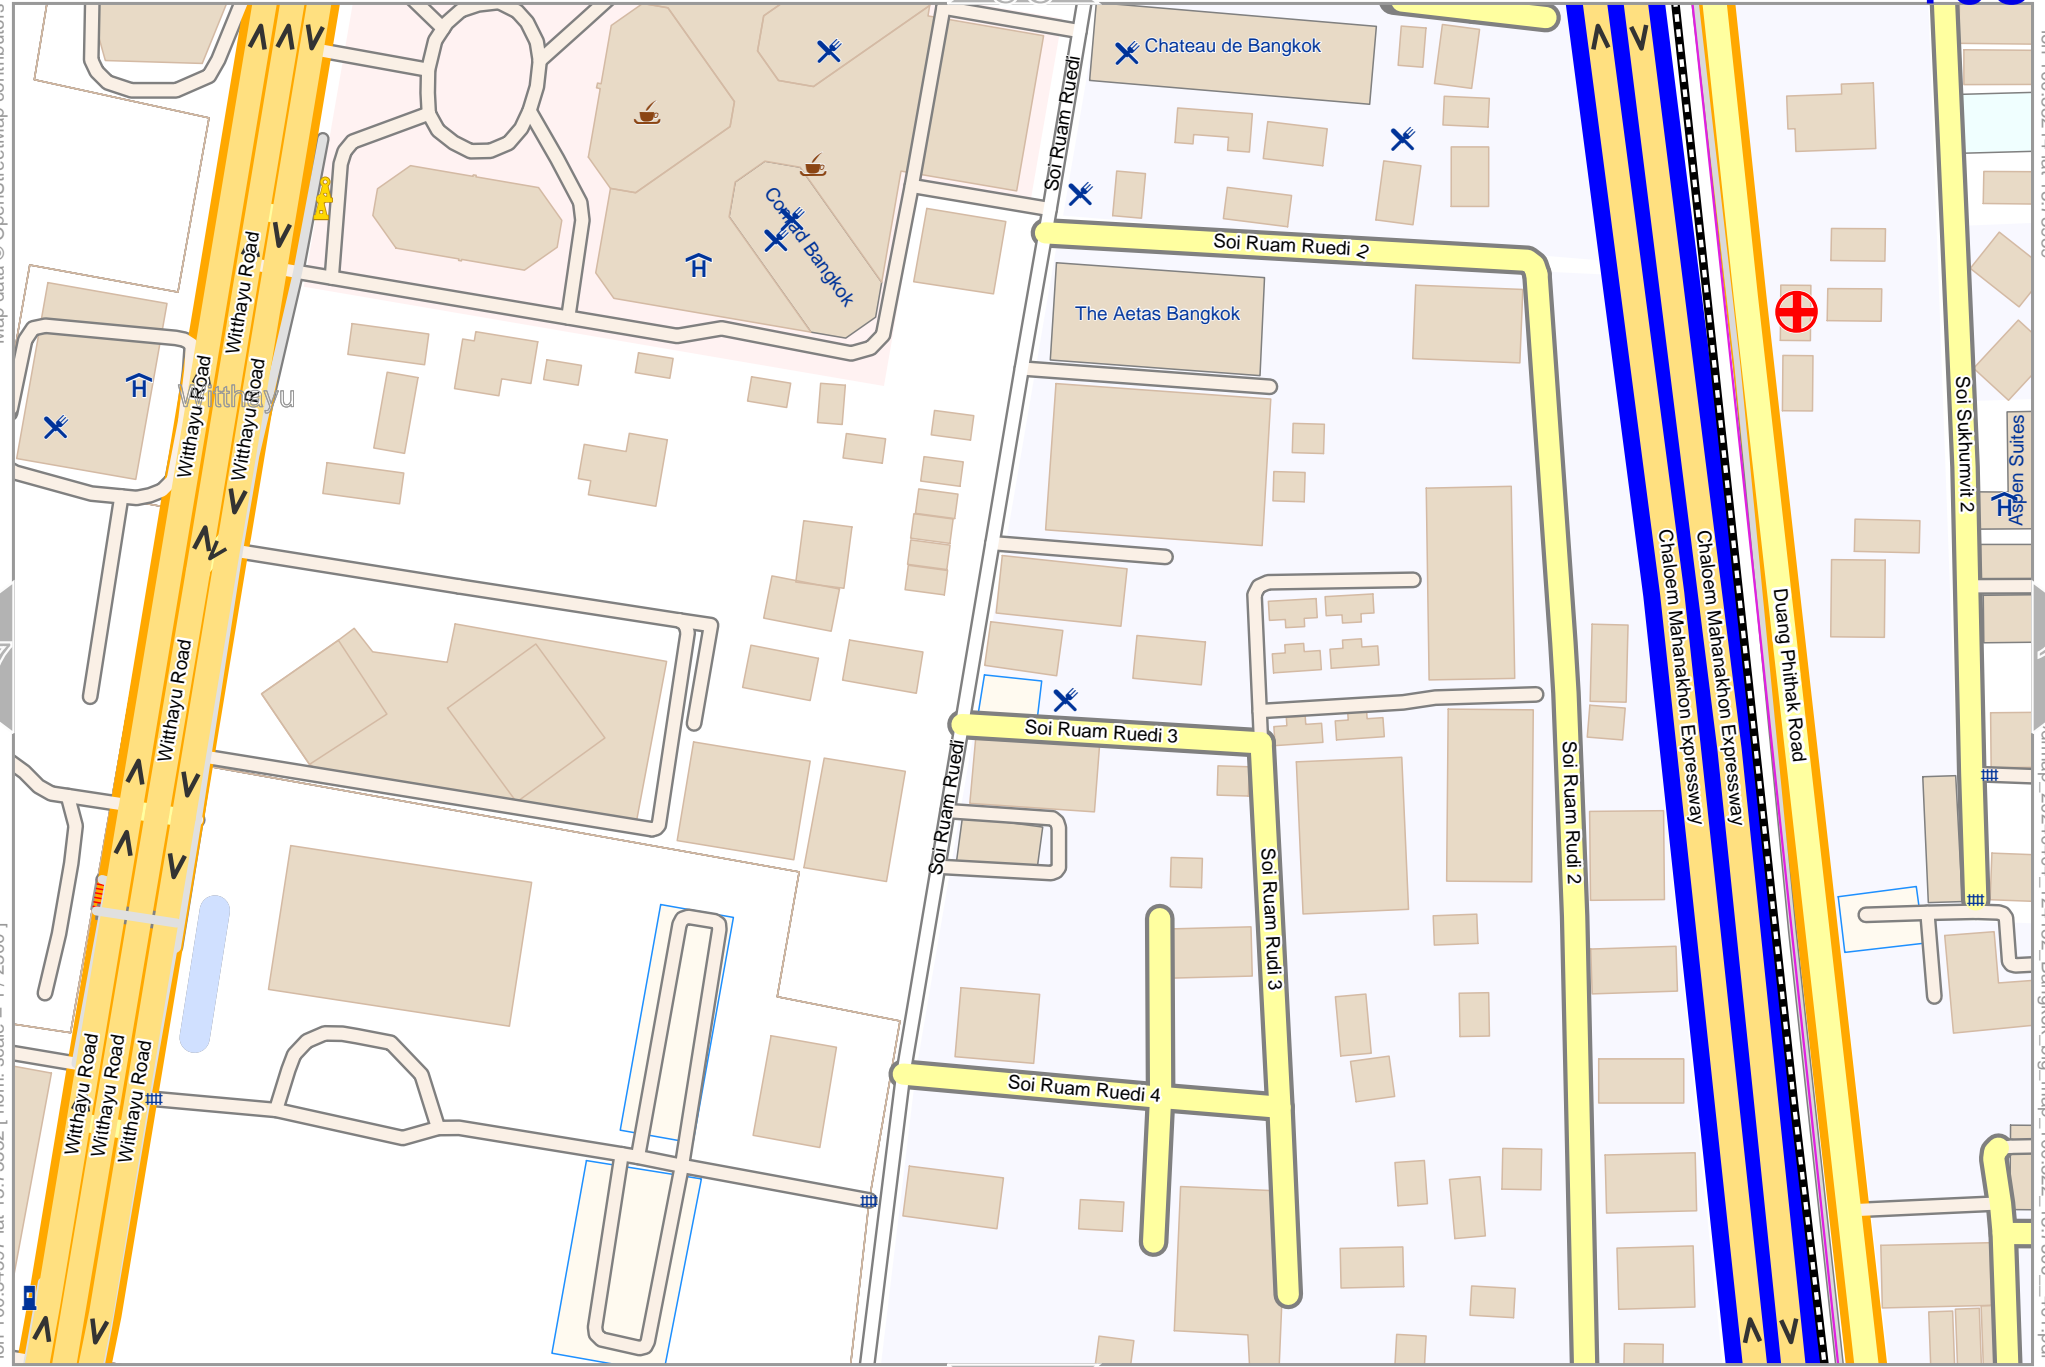 Chateau de Bangkok
Soi Ruam Ruedi
Conrad Bangkok
Soi Ruam Ruedi 2
The Aetas Bangkok
Witthayu Road
Witthayu Road
Witthayu Road
Witthayu
Soi Sukhumvit 2
Aspen Suites
Chaloem Mahanakhon Expressway
Chaloem Mahanakhon Expressway
Duang Phithak Road
Witthayu Road
Soi Ruam Ruedi 3
Soi Ruam Ruedi
Soi Ruam Rudi 2
Soi Ruam Rudi 3
Witthayu Road
Witthayu Road
Witthayu Road
Soi Ruam Ruedi 4